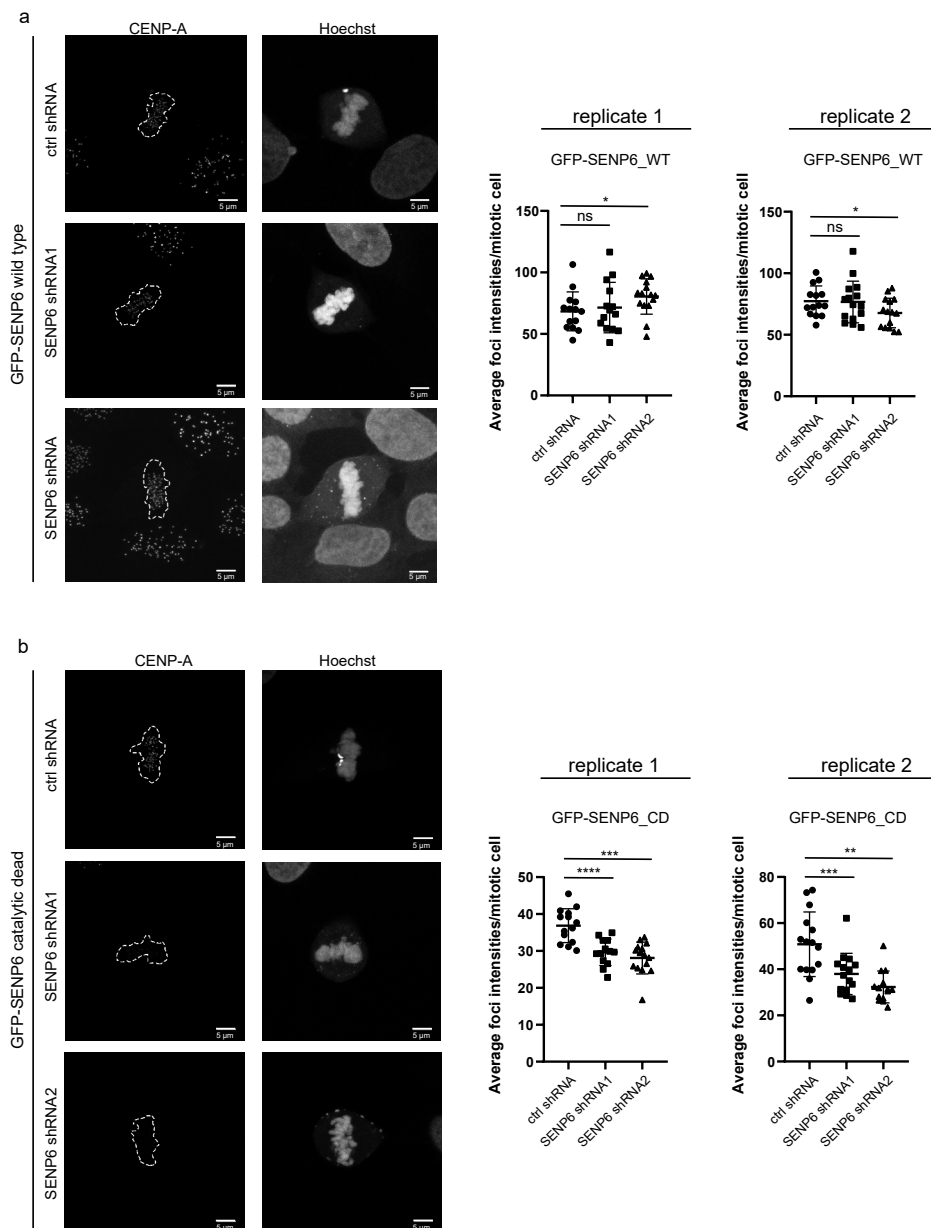 a
CENP-A
Hoechst
GFP-SENP6 wild type
ctrl shRNA
5 µm
5 µm
SENP6 shRNA1
5 µm
5 µm
SENP6 shRNA
5 µm
5 µm
replicate 1
GFP-SENP6_WT
Average foci intensities/mitotic cell
150
100
50
0
*
ns
ctrl shRNA
SENP6 shRNA1
SENP6 shRNA2
replicate 2
GFP-SENP6_WT
Average foci intensities/mitotic cell
150
100
50
0
*
ns
ctrl shRNA
SENP6 shRNA1
SENP6 shRNA2
b
CENP-A
Hoechst
GFP-SENP6 catalytic dead
ctrl shRNA
5 µm
5 µm
SENP6 shRNA1
5 µm
5 µm
SENP6 shRNA2
5 µm
5 µm
replicate 1
GFP-SENP6_CD
Average foci intensities/mitotic cell
50
40
30
20
10
0
***
****
ctrl shRNA
SENP6 shRNA1
SENP6 shRNA2
replicate 2
GFP-SENP6_CD
Average foci intensities/mitotic cell
80
60
40
20
0
**
***
ctrl shRNA
SENP6 shRNA1
SENP6 shRNA2